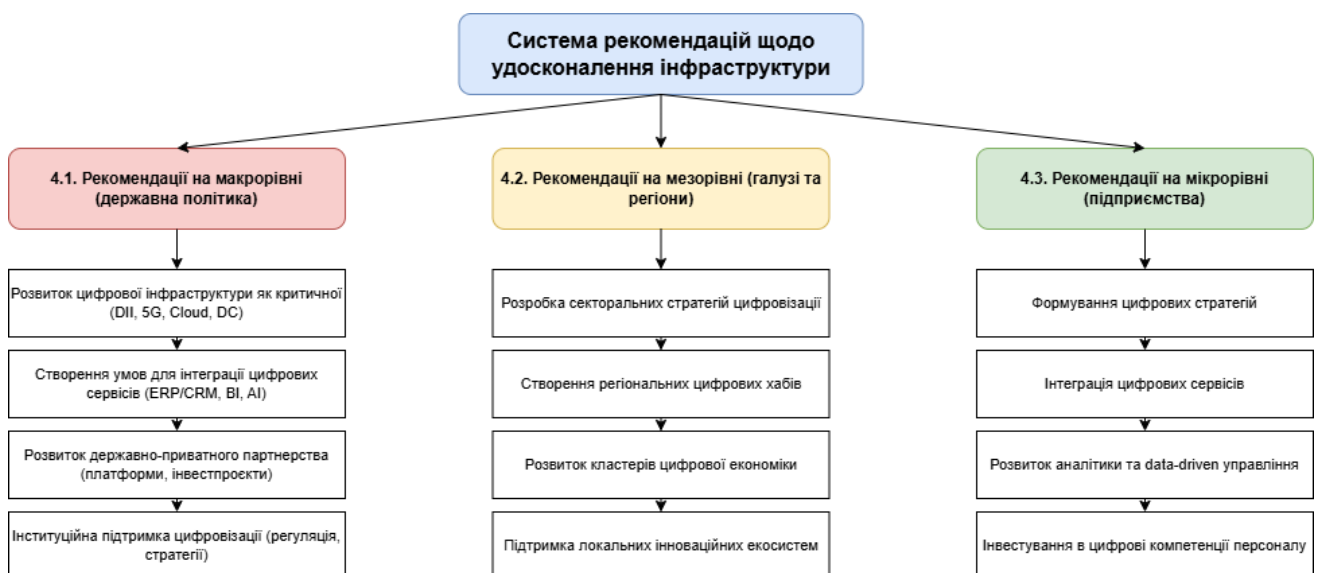 Система рекомендацій щодо
удосконалення інфраструктури
4.1. Рекомендації на макрорівні
(державна політика)
4.2. Рекомендації на мезорівні (галузі та
регіони)
4.3. Рекомендації на мікрорівні
(підприємства)
Розвиток цифрової інфраструктури як критичної
(DII, 5G, Cloud, DC)
Розробка секторальних стратегій цифровізації
Формування цифрових стратегій
Створення умов для інтеграції цифрових
сервісів (ERP/CRM, BI, AI)
Створення регіональних цифрових хабів
Інтеграція цифрових сервісів
Розвиток державно-приватного партнерства
(платформи, інвестпроєкти)
Розвиток кластерів цифрової економіки
Розвиток аналітики та data-driven управління
Інституційна підтримка цифровізації (регуляція,
стратегії)
Підтримка локальних інноваційних екосистем
Інвестування в цифрові компетенції персоналу